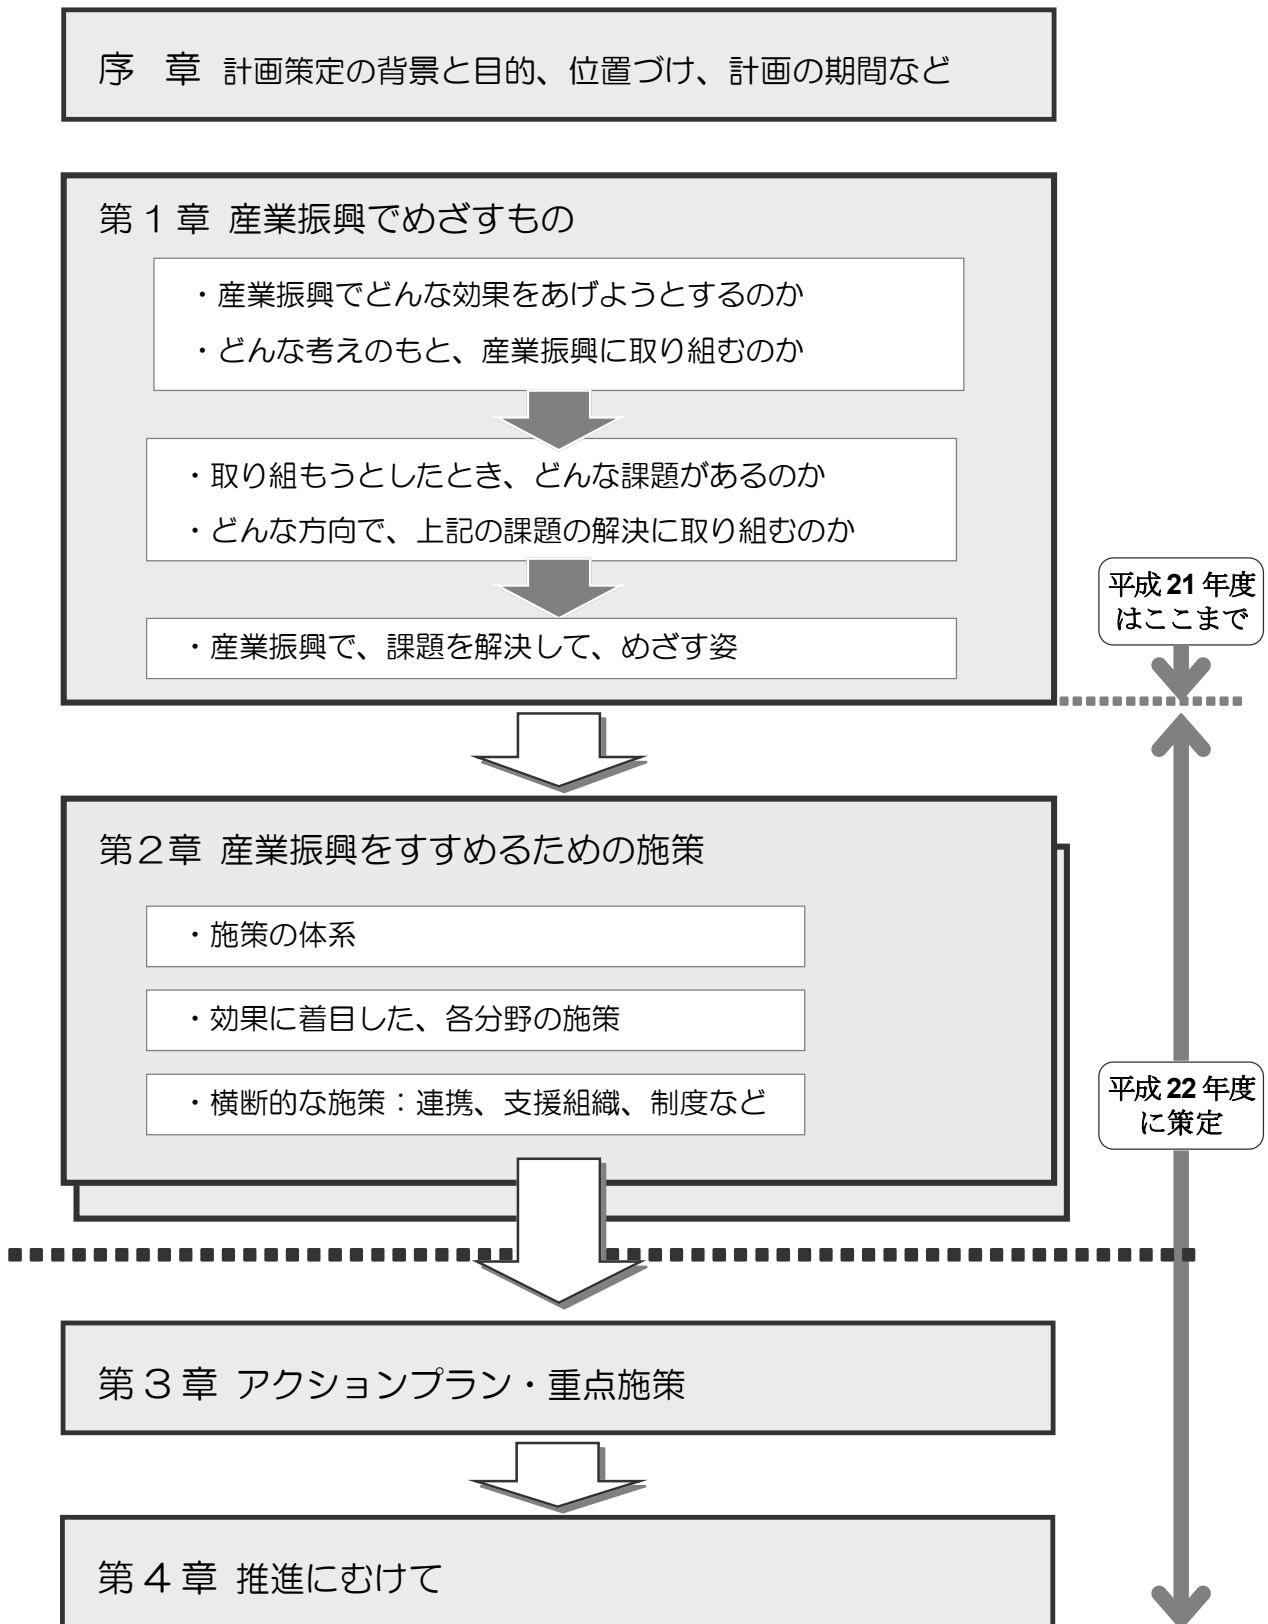 序　章 計画策定の背景と目的、位置づけ、計画の期間など
第１章 産業振興でめざすもの
・産業振興でどんな効果をあげようとするのか
・どんな考えのもと、産業振興に取り組むのか
・取り組もうとしたとき、どんな課題があるのか
・どんな方向で、上記の課題の解決に取り組むのか
・産業振興で、課題を解決して、めざす姿
平成 21 年度
はここまで
第２章 産業振興をすすめるための施策
・施策の体系
・効果に着目した、各分野の施策
・横断的な施策：連携、支援組織、制度など
平成 22 年度
に策定
第３章 アクションプラン・重点施策
第４章 推進にむけて